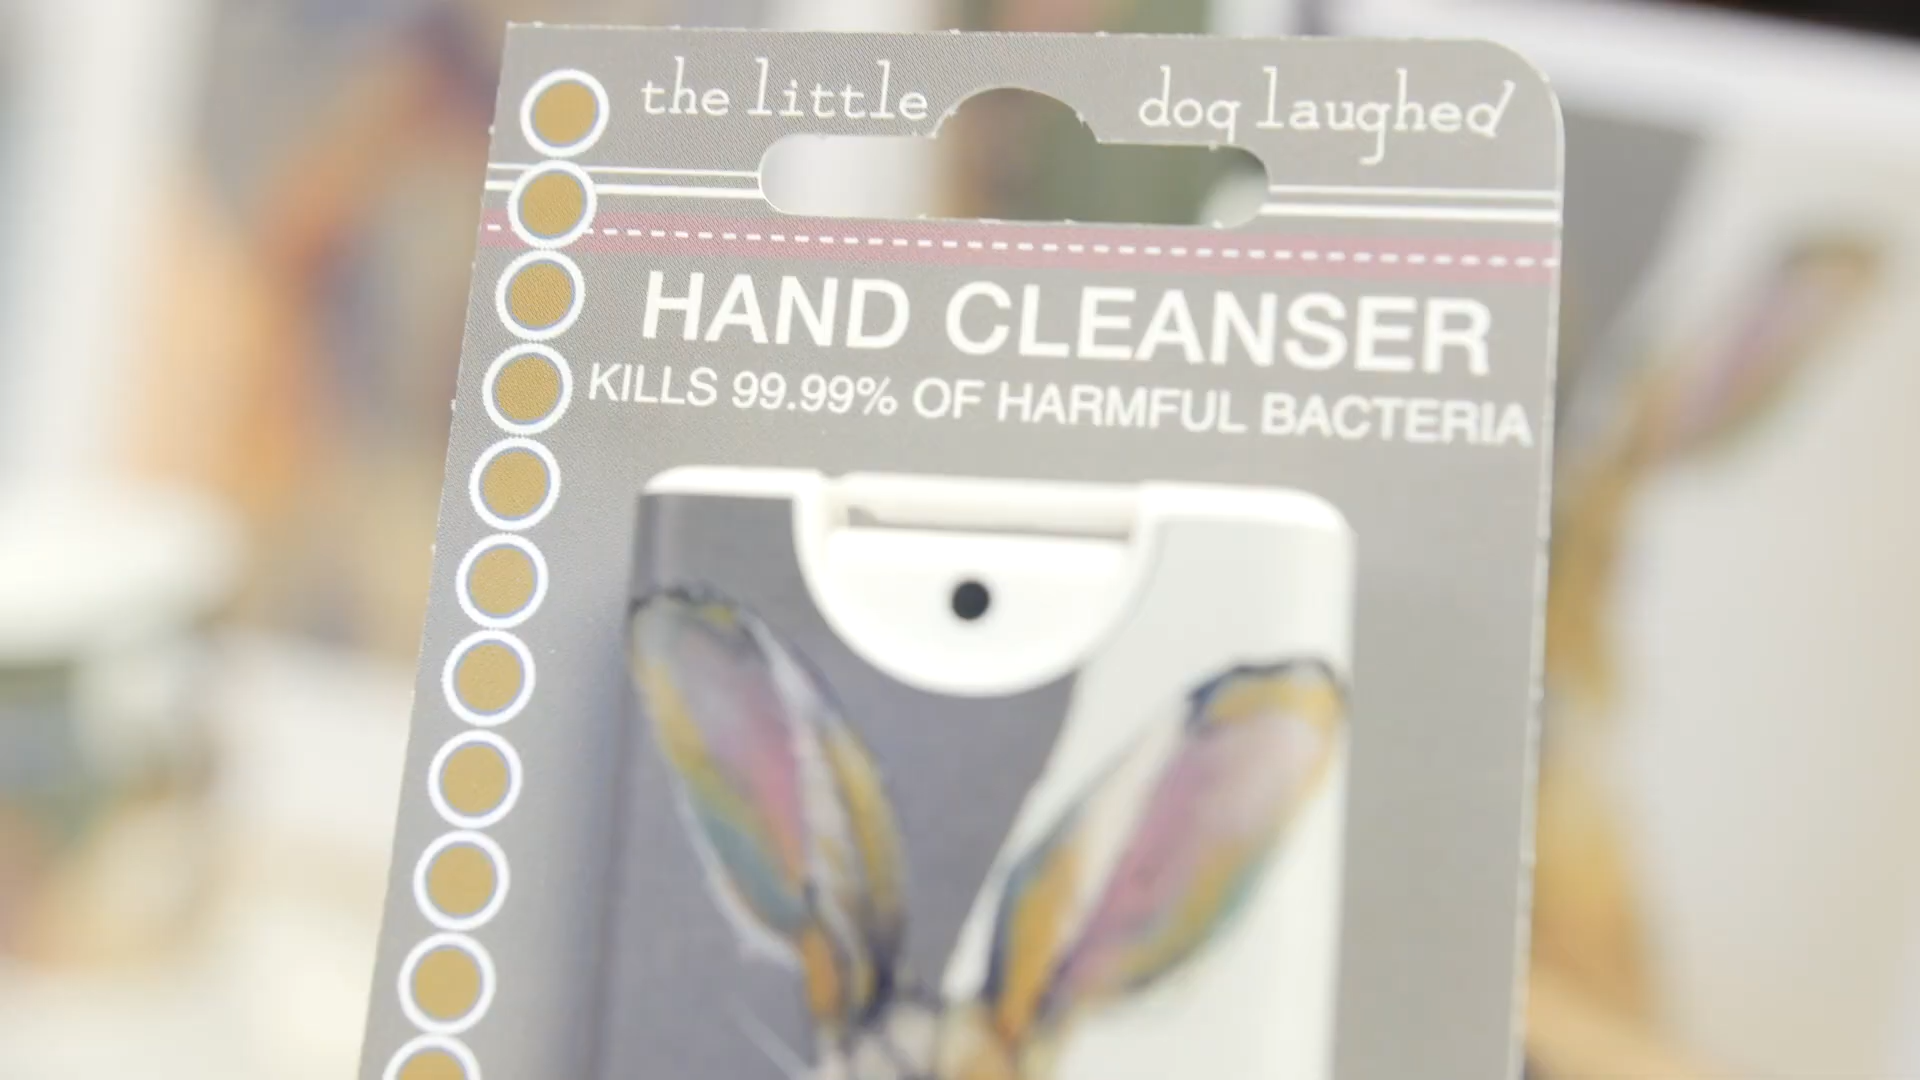 the little dog laughed
HAND CLEANSER
KILLS 99.99% OF HARMFUL BACTERIA